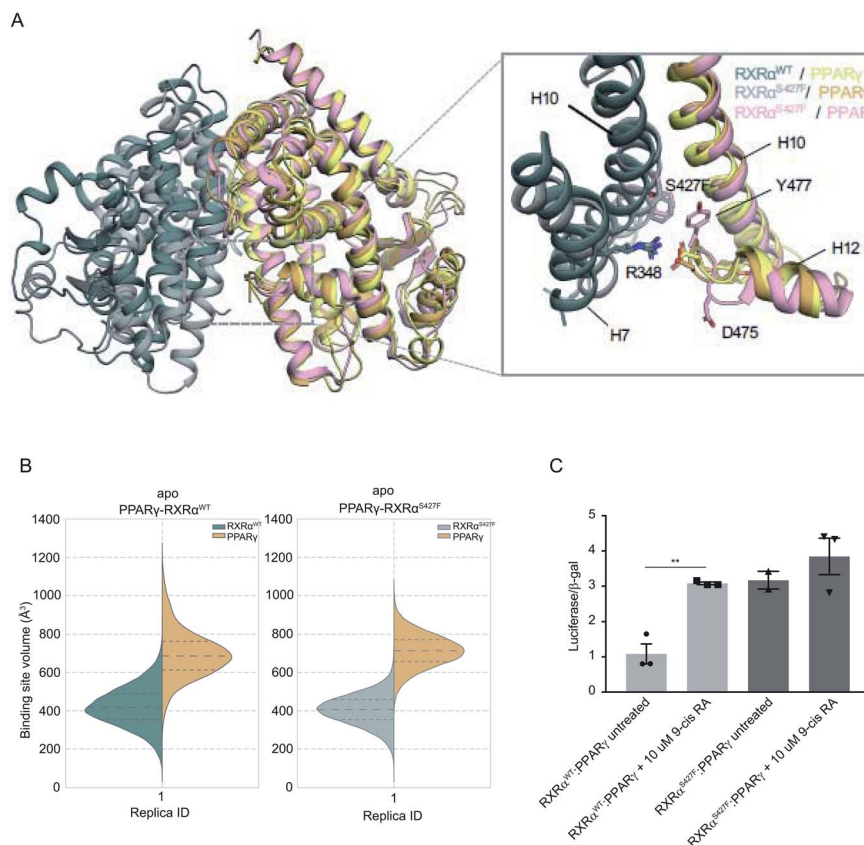 A
RXRα^WT / PPARγ
RXRα^S427F / PPAR
RXRα^S427F / PPAR
H10
H10
S427F
Y477
H12
R348
D475
H7
B
apo
PPARγ-RXRα^WT
apo
PPARγ-RXRα^S427F
RXRα^WT
PPARγ
RXRα^S427F
PPARγ
Binding site volume (Å³)
1400
1200
1000
800
600
400
200
0
1400
1200
1000
800
600
400
200
0
1
1
Replica ID
Replica ID
C
Luciferase/β-gal
5
4
3
2
1
0
**
RXRα^WT:PPARγ untreated
RXRα^WT:PPARγ + 10 uM 9-cis RA
RXRα^S427F:PPARγ untreated
RXRα^S427F:PPARγ + 10 uM 9-cis RA